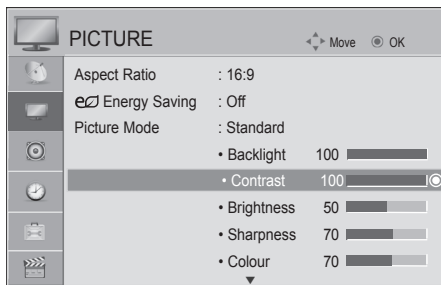 PICTURE Move OK
Aspect Ratio : 16:9
Energy Saving : Off
Picture Mode : Standard
• Backlight 100
• Contrast 100
• Brightness 50
• Sharpness 70
• Colour 70